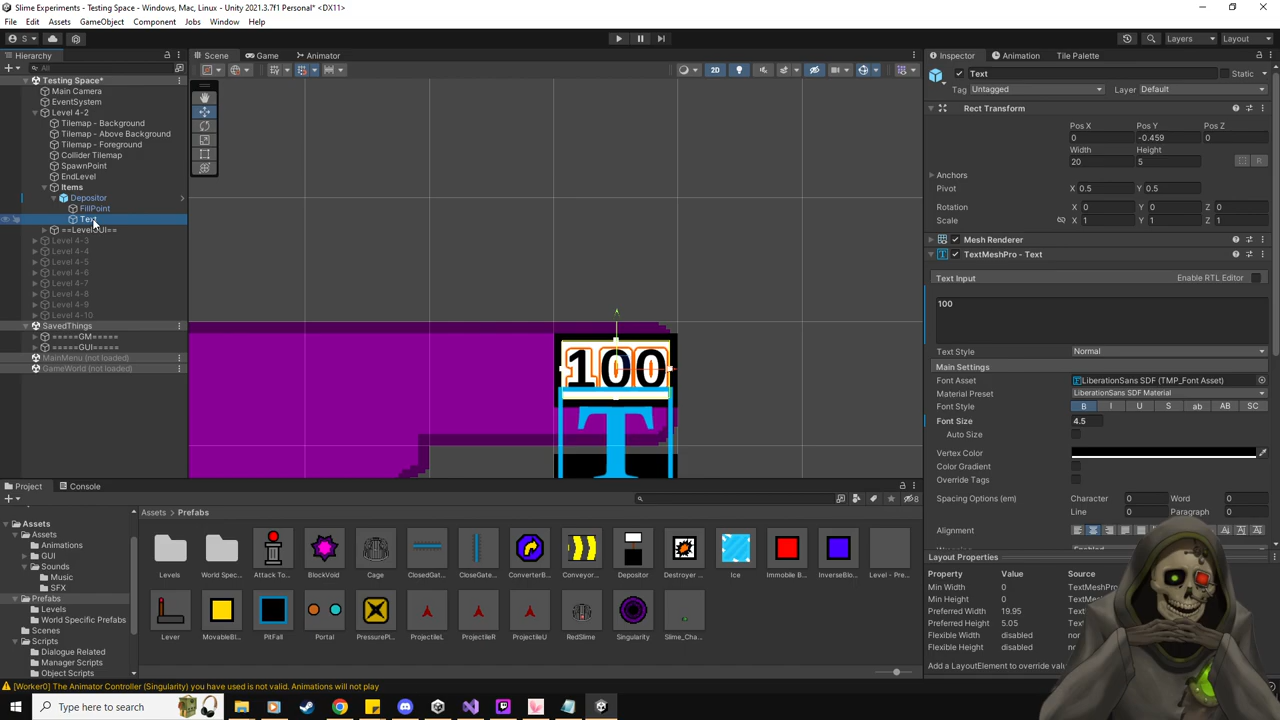 Slime Experiments - Testing Space - Windows, Mac, Linux - Unity 2021.3.7f1 Personal* <DX11>
File Edit Assets GameObject Component Jobs Window Help
S Layers Layout
Hierarchy Scene Game Animator Inspector Animation Tile Palette
All
2D
Testing Space*
Main Camera
EventSystem
Level 4-2
Tilemap - Background
Tilemap - Above Background
Tilemap - Foreground
Collider Tilemap
SpawnPoint
EndLevel
Items
Depositor
FillPoint
Text
==LevelGUI==
Level 4-3
Level 4-4
Level 4-5
Level 4-6
Level 4-7
Level 4-8
Level 4-9
Level 4-10
SavedThings
=====GM=====
=====GUI=====
MainMenu (not loaded)
GameWorld (not loaded)
100
T
Text Static
Tag Untagged Layer Default
Rect Transform
Pos X Pos Y Pos Z
0 -0.459 0
Width Height
20 5
R
Anchors
Pivot X 0.5 Y 0.5
Rotation X 0 Y 0 Z 0
Scale X 1 Y 1 Z 1
Mesh Renderer
TextMeshPro - Text
Text Input Enable RTL Editor
100
Text Style Normal
Main Settings
Font Asset LiberationSans SDF (TMP_Font Asset)
Material Preset LiberationSans SDF Material
Font Style B I U S ab AB SC
Font Size 4.5
Auto Size
Vertex Color
Color Gradient
Override Tags
Spacing Options (em) Character 0 Word 0
Line 0 Paragraph 0
Alignment
Layout Properties
Property Value Source
Min Width 0
Min Height 0
Preferred Width 19.95
Preferred Height 5.05
Flexible Width disabled
Flexible Height disabled
Add a LayoutElement to override
Project Console
8
Assets
Assets
Animations
GUI
Sounds
Music
SFX
Prefabs
Levels
World Specific Prefabs
Scenes
Scripts
Dialogue Related
Manager Scripts
Object Scripts
Assets > Prefabs
Levels World Spec... Attack To... BlockVoid Cage ClosedGat... CloseGate... ConverterB... Conveyor... Depositor Destroyer ... Ice Immobile B... InverseBlo... Level - Pre...
Lever MovableBl... PitFall Portal PressurePl... ProjectileL ProjectileR ProjectileU RedSlime Singularity Slime_Cha...
[Worker0] The Animator Controller (Singularity) you have used is not valid. Animations will not play
Type here to search